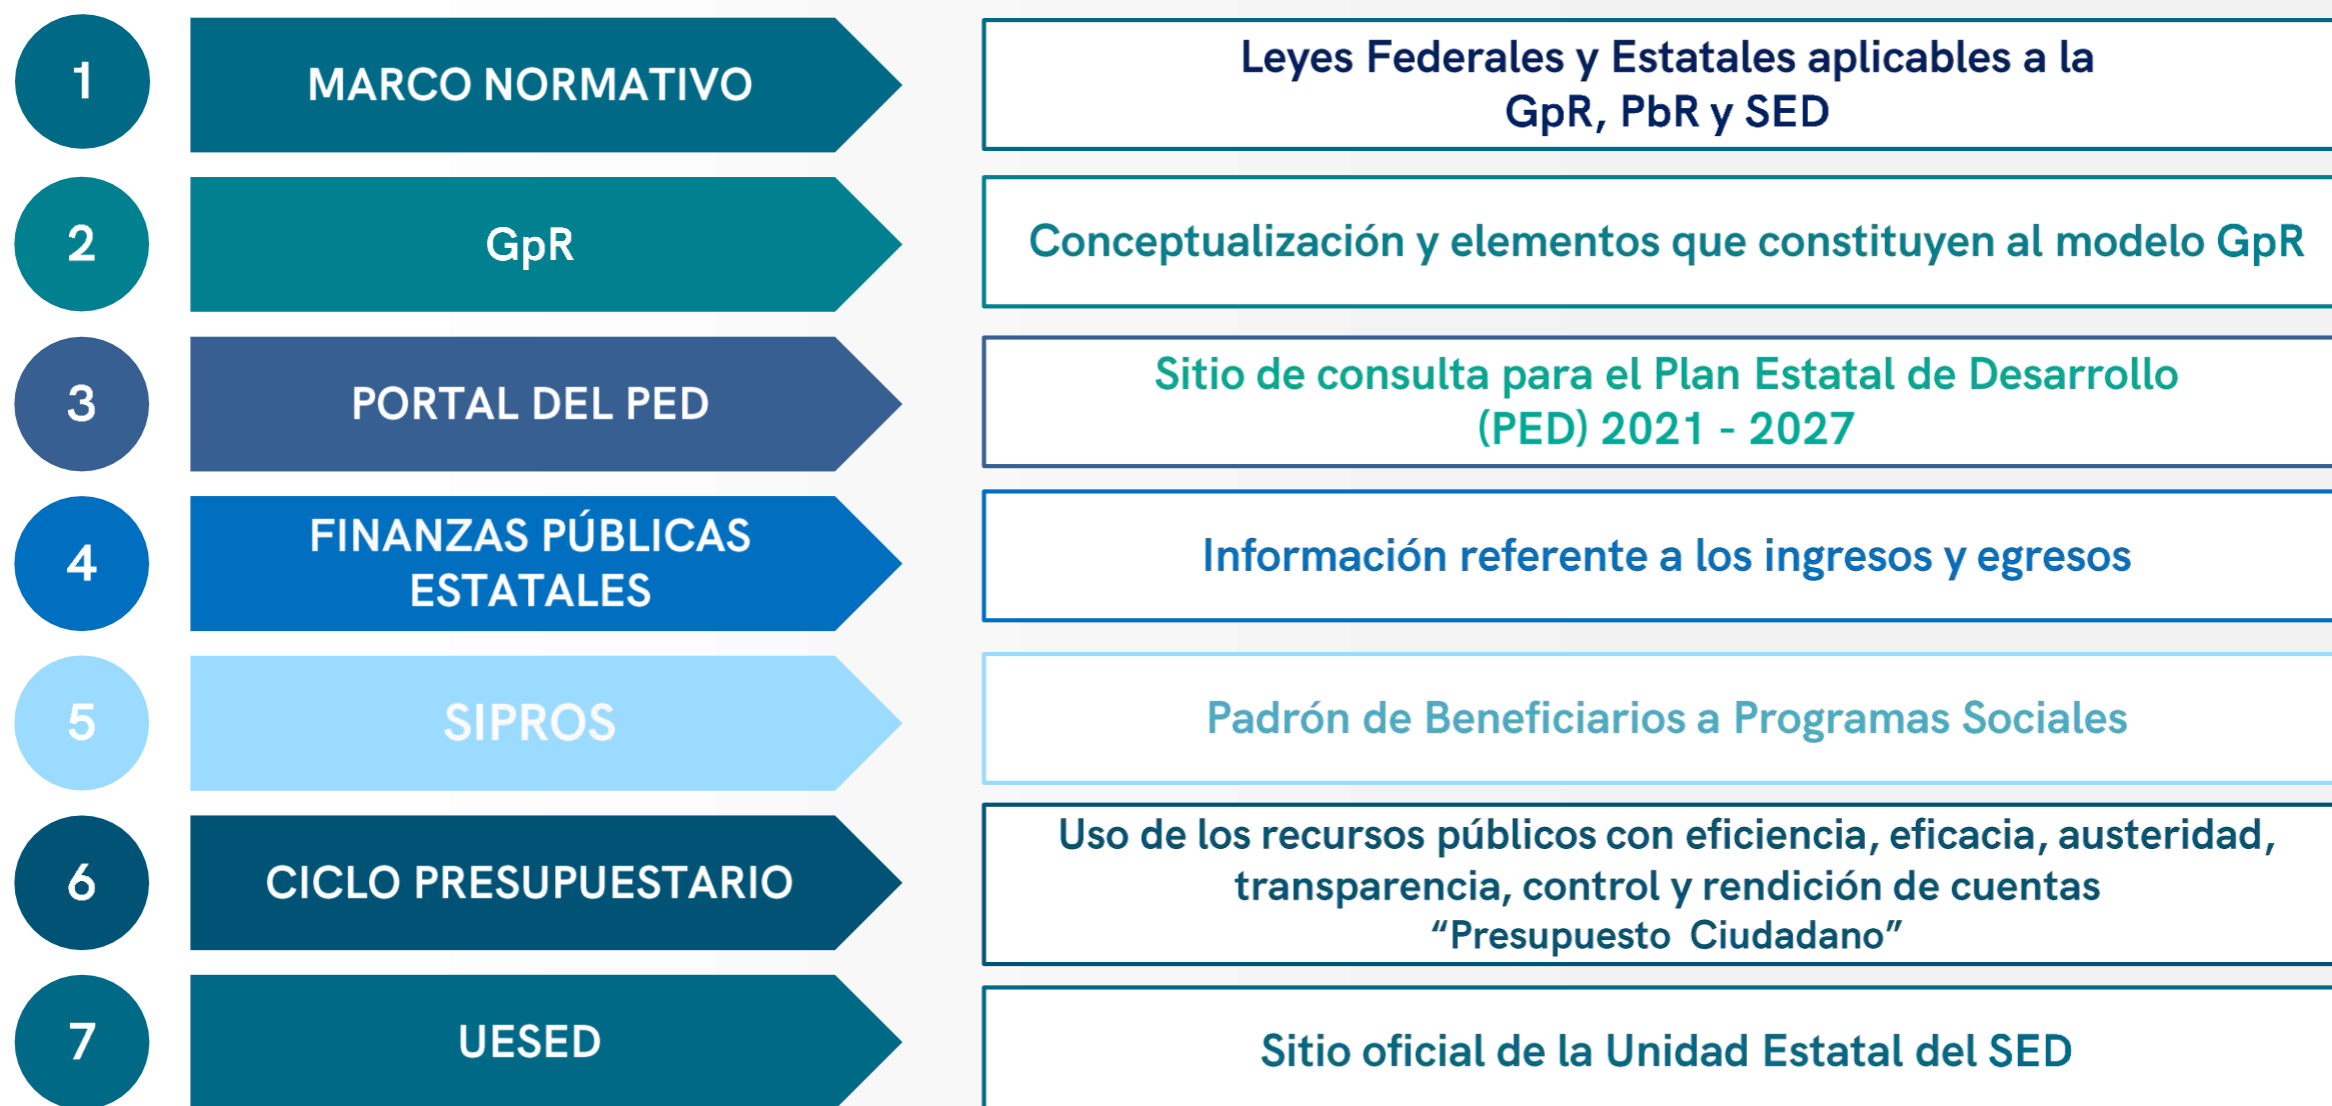 1
MARCO NORMATIVO
Leyes Federales y Estatales aplicables a la
GpR, PbR y SED
2
GpR
Conceptualización y elementos que constituyen al modelo GpR
3
PORTAL DEL PED
Sitio de consulta para el Plan Estatal de Desarrollo
(PED) 2021 - 2027
4
FINANZAS PÚBLICAS
ESTATALES
Información referente a los ingresos y egresos
5
SIPROS
Padrón de Beneficiarios a Programas Sociales
6
CICLO PRESUPUESTARIO
Uso de los recursos públicos con eficiencia, eficacia, austeridad,
transparencia, control y rendición de cuentas
“Presupuesto Ciudadano”
7
UESED
Sitio oficial de la Unidad Estatal del SED